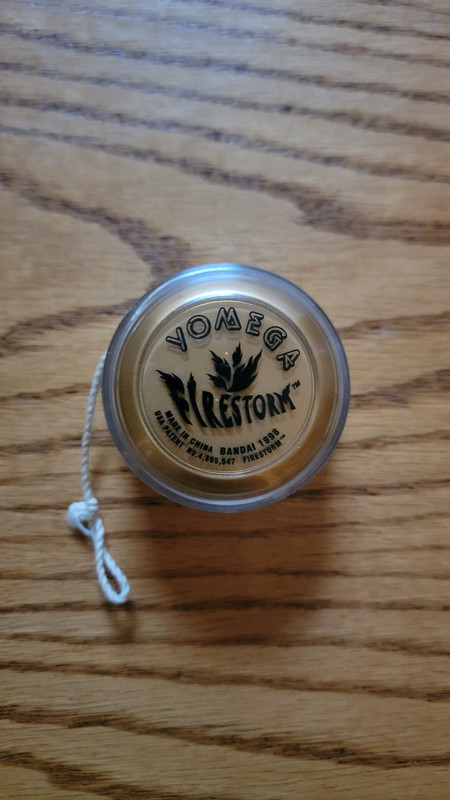 YOMEGA
FIRESTORM™
MADE IN CHINA BANDAI 1998
USA PATENT NO.4,895,547 FIRESTORM™